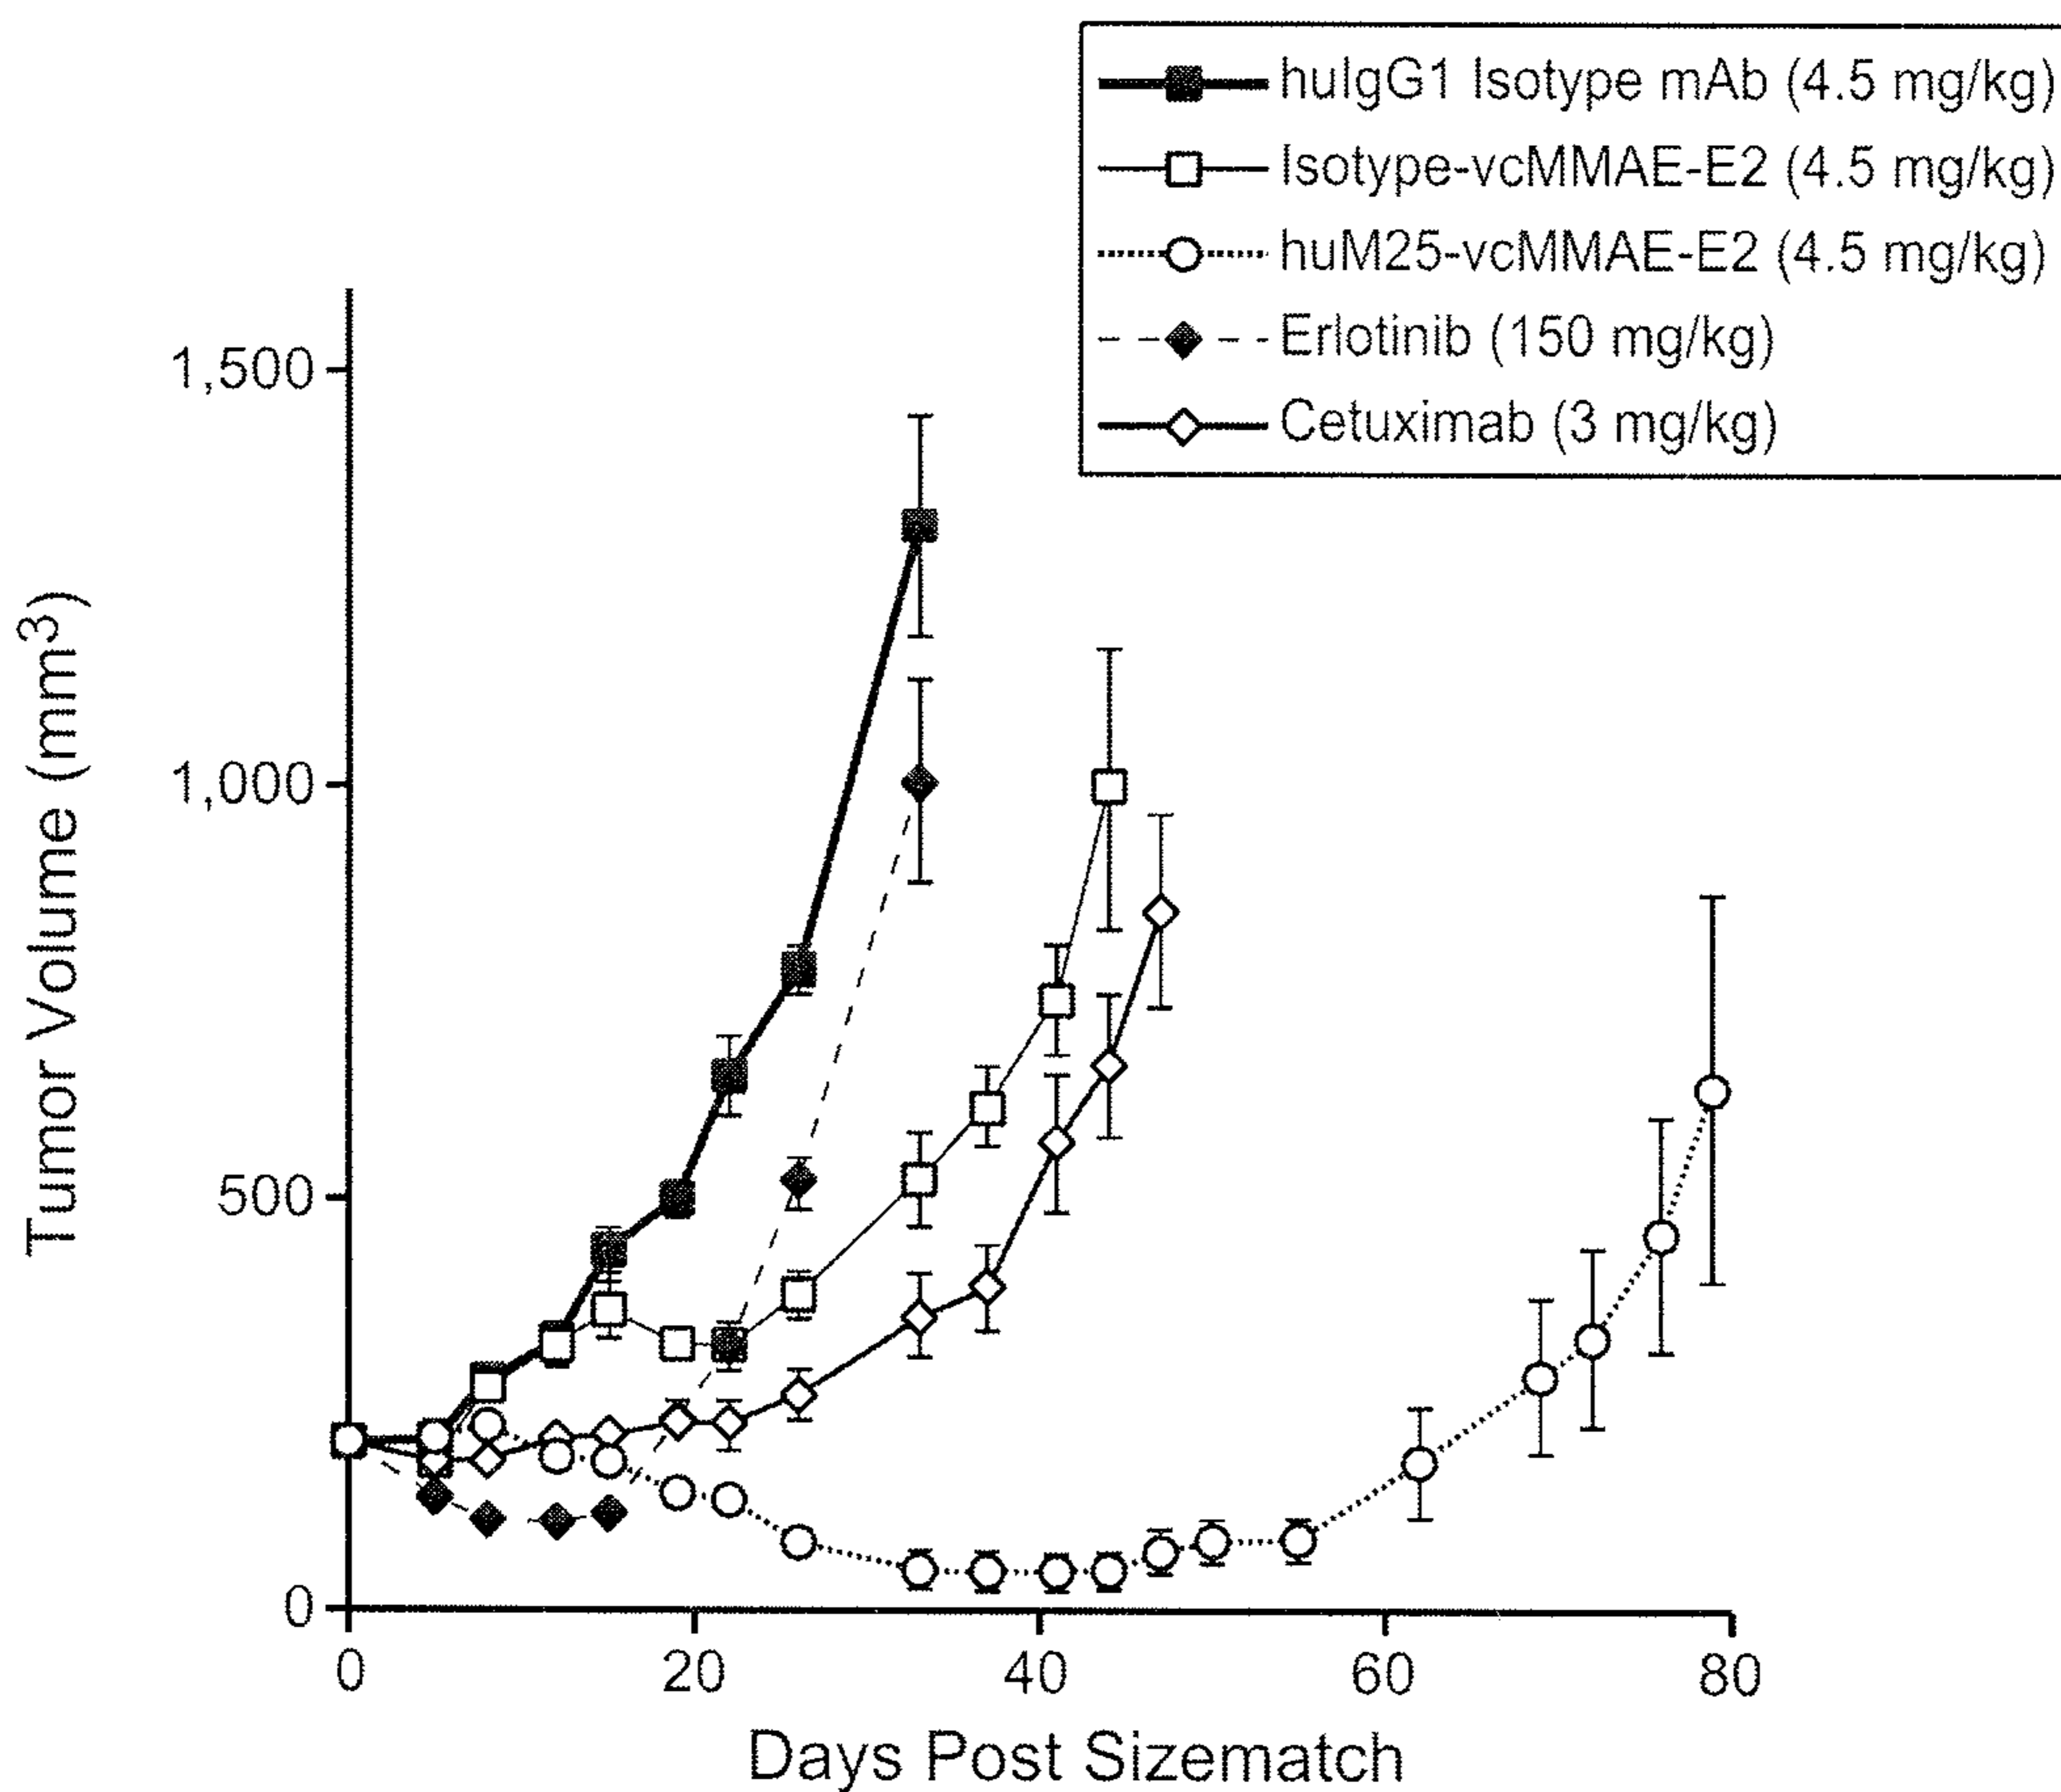 huIgG1 Isotype mAb (4.5 mg/kg)
Isotype-vcMMAE-E2 (4.5 mg/kg)
huM25-vcMMAE-E2 (4.5 mg/kg)
Erlotinib (150 mg/kg)
Cetuximab (3 mg/kg)
Tumor Volume (mm³)
1,500
1,000
500
0
0 20 40 60 80
Days Post Sizematch